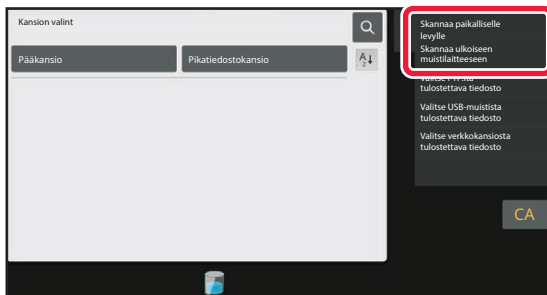 Kansion valint
Pääkansio
Pikatiedostokansio
Skannaa paikalliselle
levylle
Skannaa ulkoiseen
muistilaitteeseen
tulostettava tiedosto
Valitse USB-muistista
tulostettava tiedosto
Valitse verkkokansiosta
tulostettava tiedosto
CA